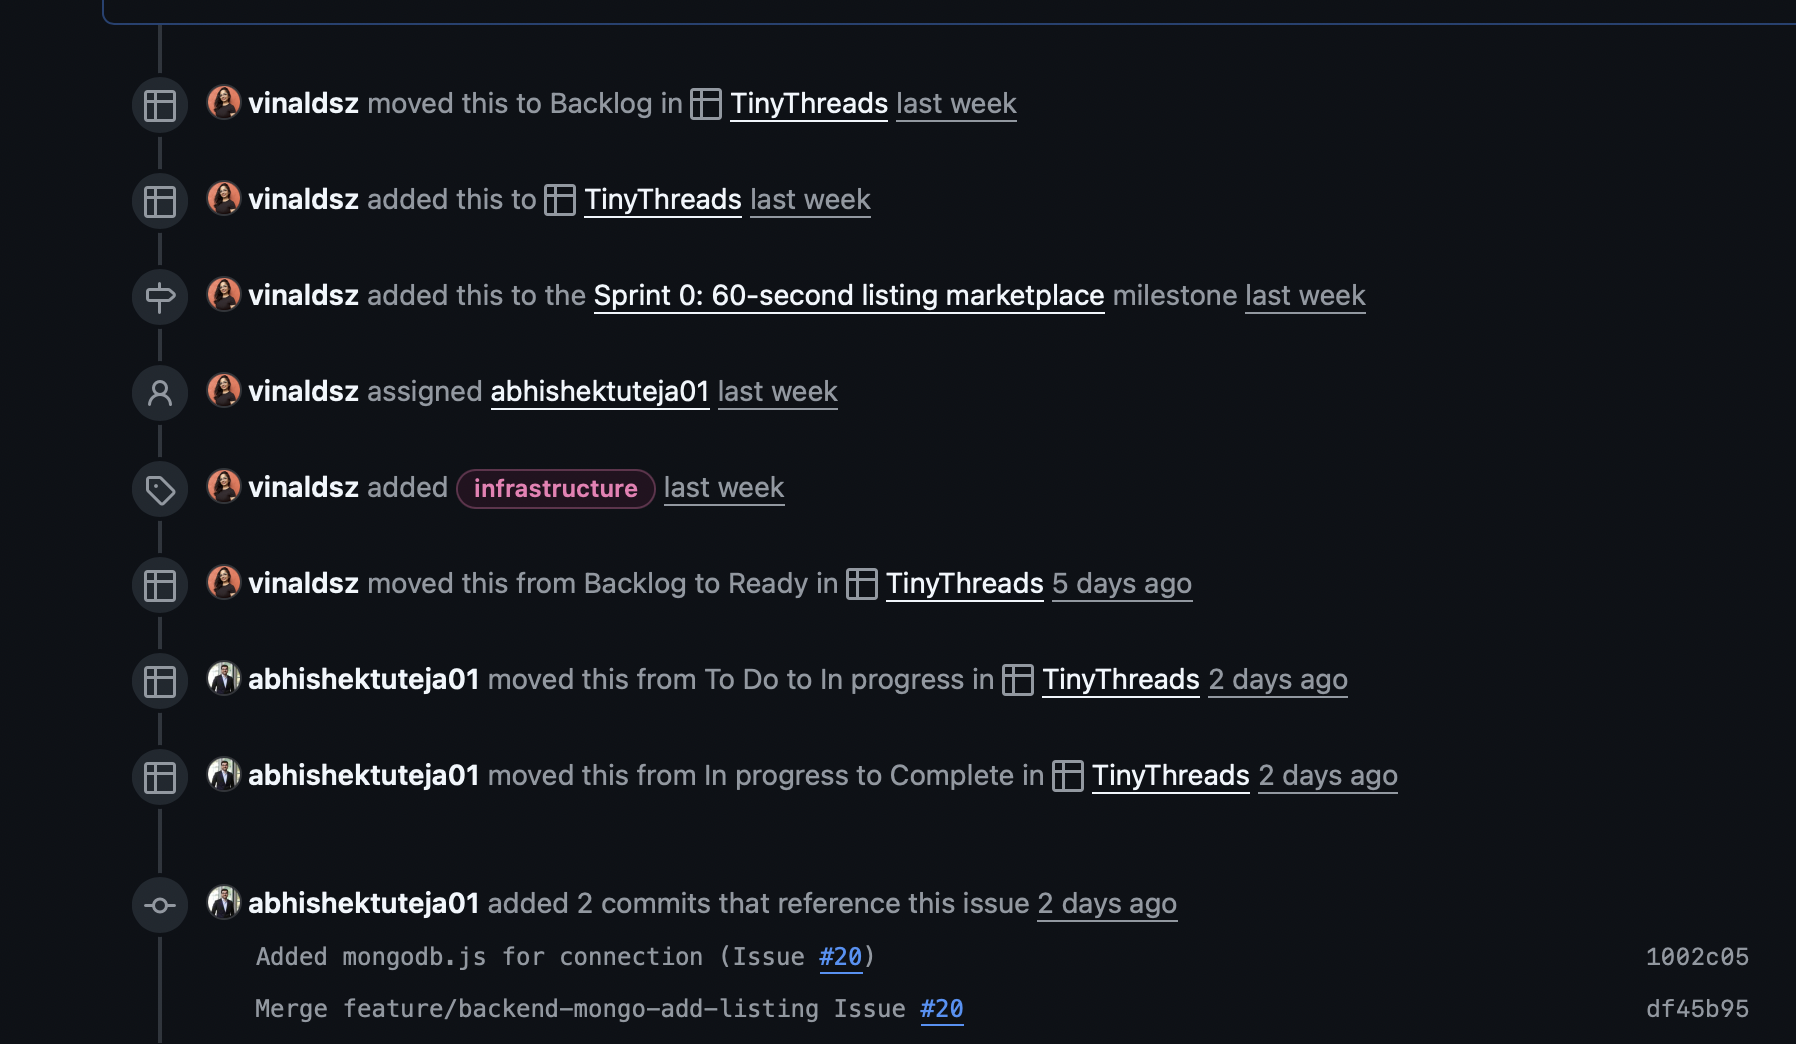 vinaldsz moved this to Backlog in TinyThreads last week
vinaldsz added this to TinyThreads last week
vinaldsz added this to the Sprint 0: 60-second listing marketplace milestone last week
vinaldsz assigned abhishektuteja01 last week
vinaldsz added infrastructure last week
vinaldsz moved this from Backlog to Ready in TinyThreads 5 days ago
abhishektuteja01 moved this from To Do to In progress in TinyThreads 2 days ago
abhishektuteja01 moved this from In progress to Complete in TinyThreads 2 days ago
abhishektuteja01 added 2 commits that reference this issue 2 days ago
Added mongodb.js for connection (Issue #20) 1002c05
Merge feature/backend-mongo-add-listing Issue #20 df45b95